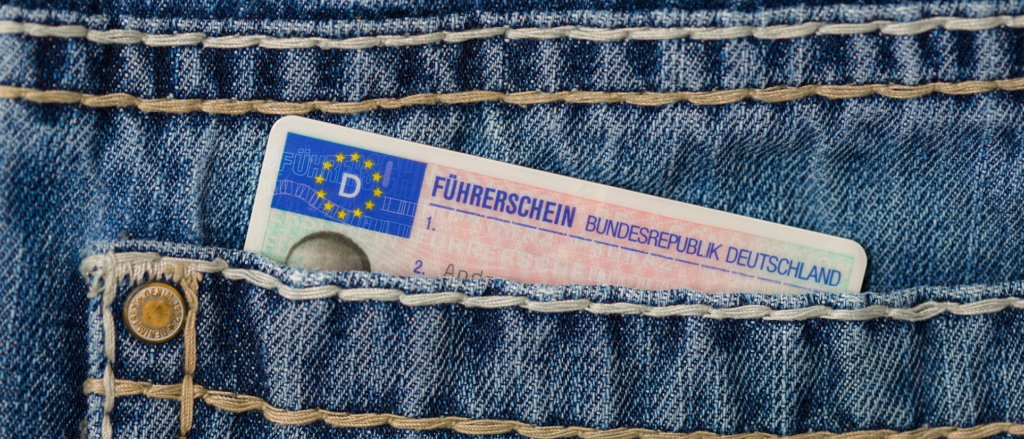 D
FÜHRERSCHEIN BUNDESREPUBLIK DEUTSCHLAND
1.
2.